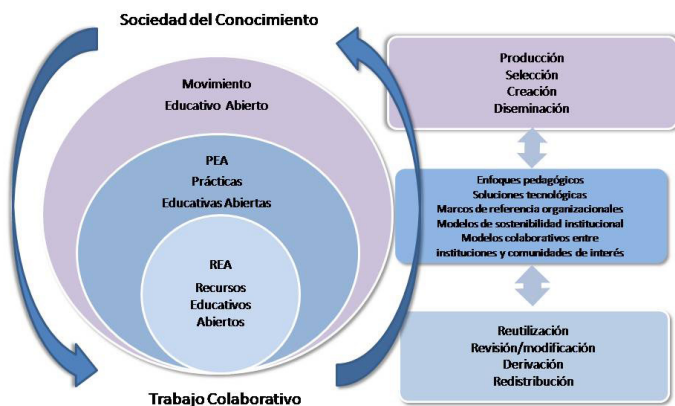 Sociedad del Conocimiento
Movimiento
Educativo Abierto
PEA
Prácticas
Educativas Abiertas
REA
Recursos
Educativos
Abiertos
Trabajo Colaborativo
Producción
Selección
Creación
Diseminación
Enfoques pedagógicos
Soluciones tecnológicas
Marcos de referencia organizacionales
Modelos de sostenibilidad institucional
Modelos colaborativos entre
instituciones y comunidades de interés
Reutilización
Revisión/modificación
Derivación
Redistribución